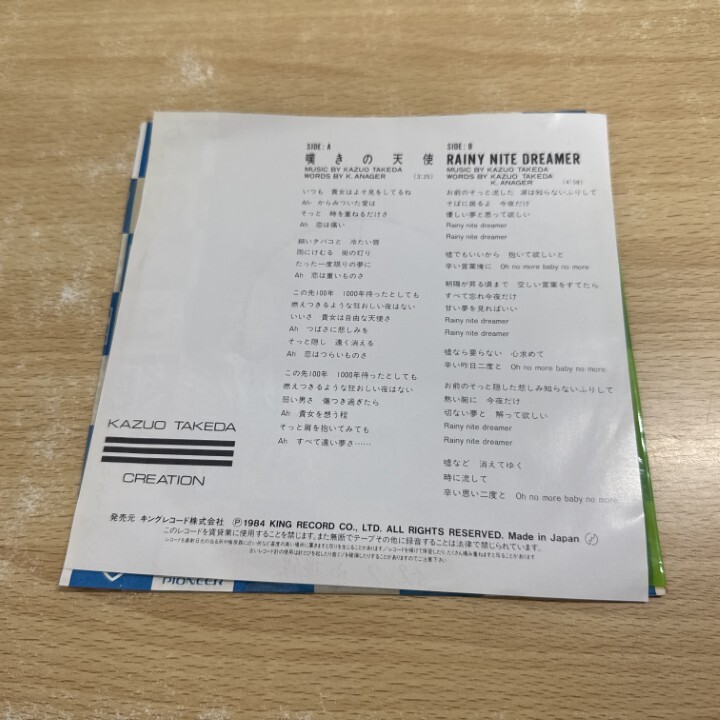 SIDE: A
嘆きの天使
MUSIC BY KAZUO TAKEDA
WORDS BY K. ANAGER (3:25)
いつも 貴女はよそ見をしてるね
Ah からみついた愛は
そっと 時を重ねるだけさ
Ah 恋は痛い
細いタバコと 冷たい唇
雨にけむる 街の灯り
たった一度限りの夢に
Ah 恋は重いものさ
この先100年 1000年待ったとしても
燃えつきるような狂おしい夜はない
いいさ 貴女は自由な天使さ
Ah つばさに悲しみを
そっと隠し 遠く消える
Ah 恋はつらいものさ
この先100年 1000年待ったとしても
燃えつきるような狂おしい夜はない
弱い男さ 傷つき過ぎたら
Ah 貴女を想う程
そっと肩を抱いてみても
Ah すべて遠い夢さ……
SIDE: B
RAINY NITE DREAMER
MUSIC BY KAZUO TAKEDA
WORDS BY KAZUO TAKEDA
K. ANAGER (4:58)
お前のそっと流した 涙は知らないふりして
そばに居るよ 今夜だけ
優しい夢と思って欲しい
Rainy nite dreamer
Rainy nite dreamer
嘘でもいいから 抱いて欲しいと
辛い言葉俺に Oh no more baby no more
朝陽が昇る頃まで 空しい言葉をすてたら
すべて忘れ今夜だけ
甘い夢を見ればいい
Rainy nite dreamer
Rainy nite dreamer
嘘なら要らない 心求めて
辛い昨日二度と Oh no more baby no more
お前のそっと隠した悲しみ知らないふりして
熱い腕に 今夜だけ
切ない夢と 解って欲しい
Rainy nite dreamer
Rainy nite dreamer
嘘など 消えてゆく
時に流して
辛い思い二度と Oh no more baby no more
KAZUO TAKEDA
CREATION
発売元 キングレコード株式会社 Ⓟ1984 KING RECORD CO., LTD. ALL RIGHTS RESERVED. Made in Japan
このレコードを賃貸業に使用することを禁じます。また無断でテープその他に録音することは法律で禁じられています。
PIONEER